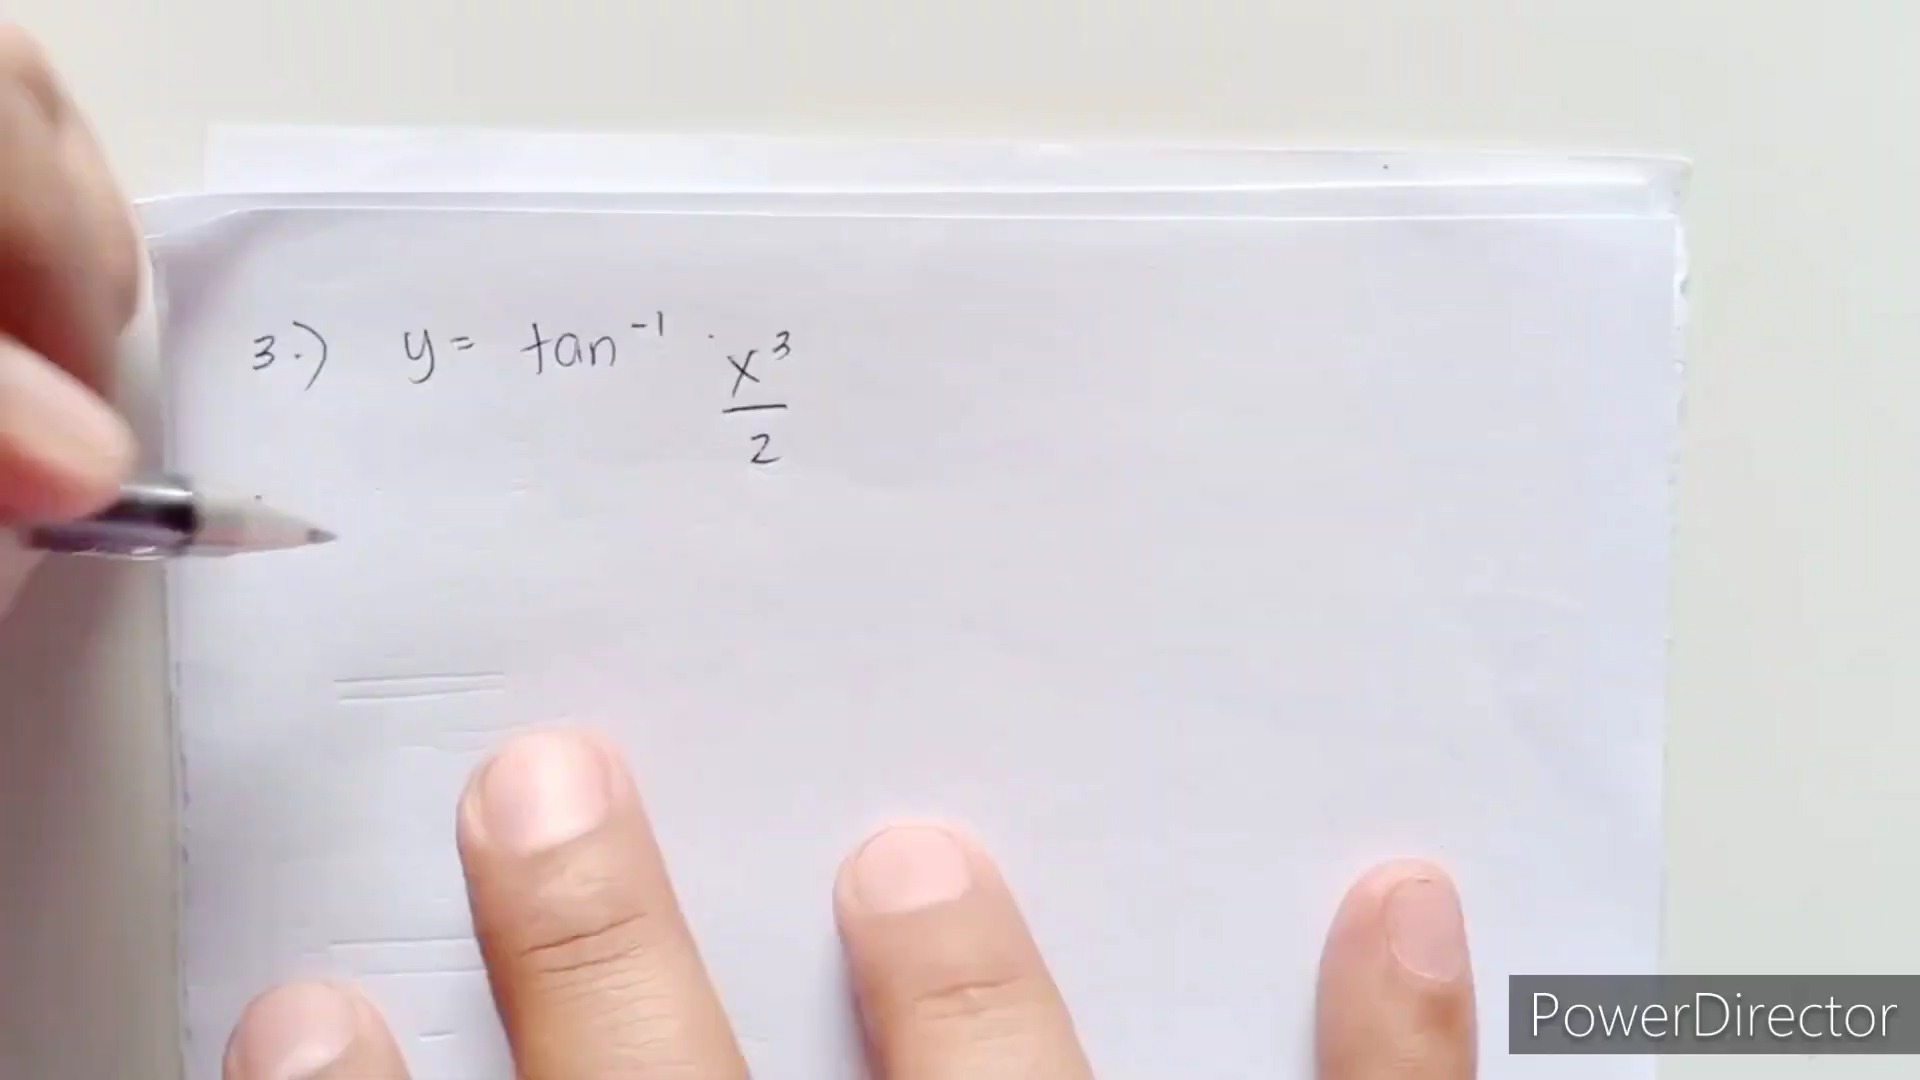 3.) y = tan⁻¹ x³/2
PowerDirector